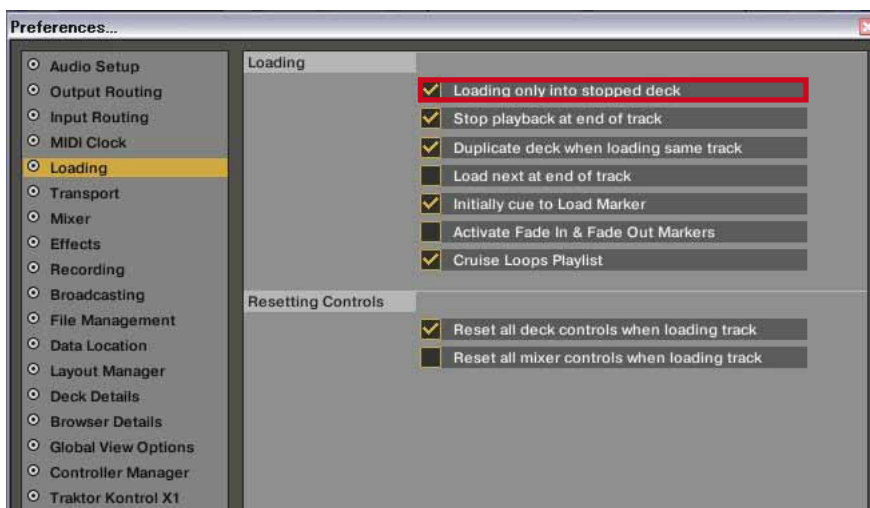 Preferences...
Audio Setup
Output Routing
Input Routing
MIDI Clock
Loading
Transport
Mixer
Effects
Recording
Broadcasting
File Management
Data Location
Layout Manager
Deck Details
Browser Details
Global View Options
Controller Manager
Traktor Kontrol X1
Loading
Loading only into stopped deck
Stop playback at end of track
Duplicate deck when loading same track
Load next at end of track
Initially cue to Load Marker
Activate Fade In & Fade Out Markers
Cruise Loops Playlist
Resetting Controls
Reset all deck controls when loading track
Reset all mixer controls when loading track